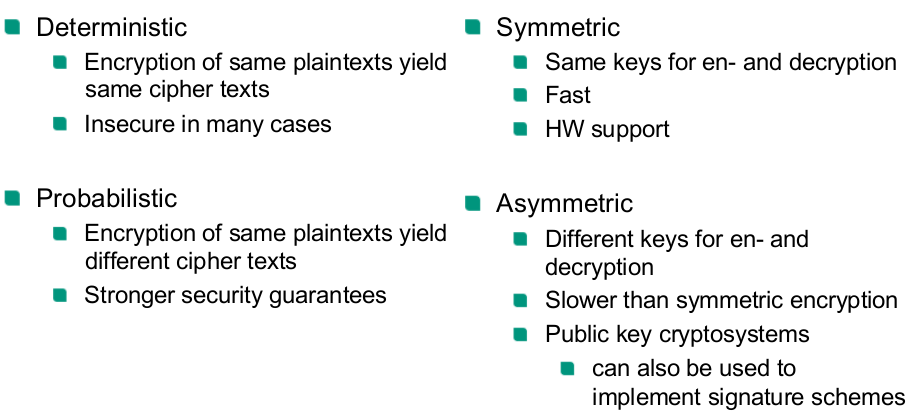 Deterministic
Encryption of same plaintexts yield
same cipher texts
Insecure in many cases
Probabilistic
Encryption of same plaintexts yield
different cipher texts
Stronger security guarantees
Symmetric
Same keys for en- and decryption
Fast
HW support
Asymmetric
Different keys for en- and
decryption
Slower than symmetric encryption
Public key cryptosystems
can also be used to
implement signature schemes